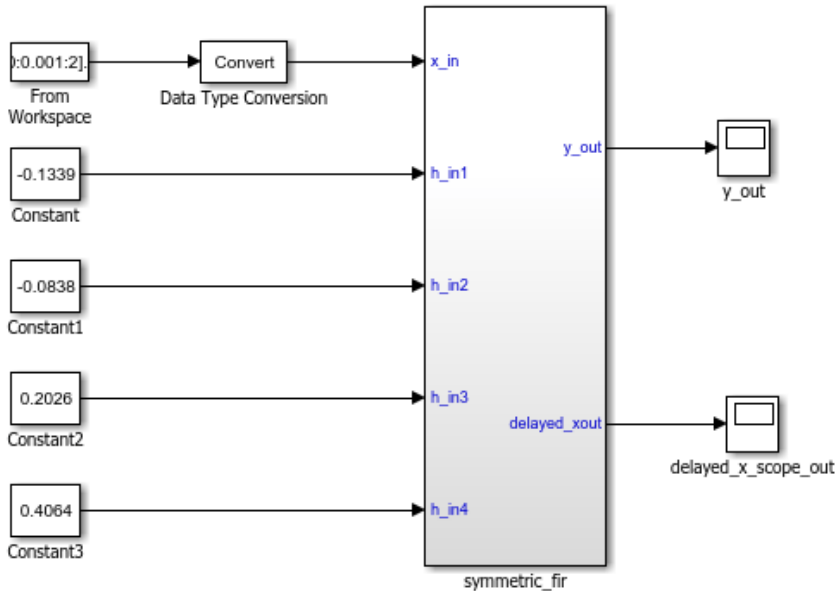 ):0.001:2].
From
Workspace
Convert
Data Type Conversion
x_in
-0.1339
Constant
h_in1
y_out
y_out
-0.0838
Constant1
h_in2
0.2026
Constant2
h_in3
delayed_xout
delayed_x_scope_out
0.4064
Constant3
h_in4
symmetric_fir